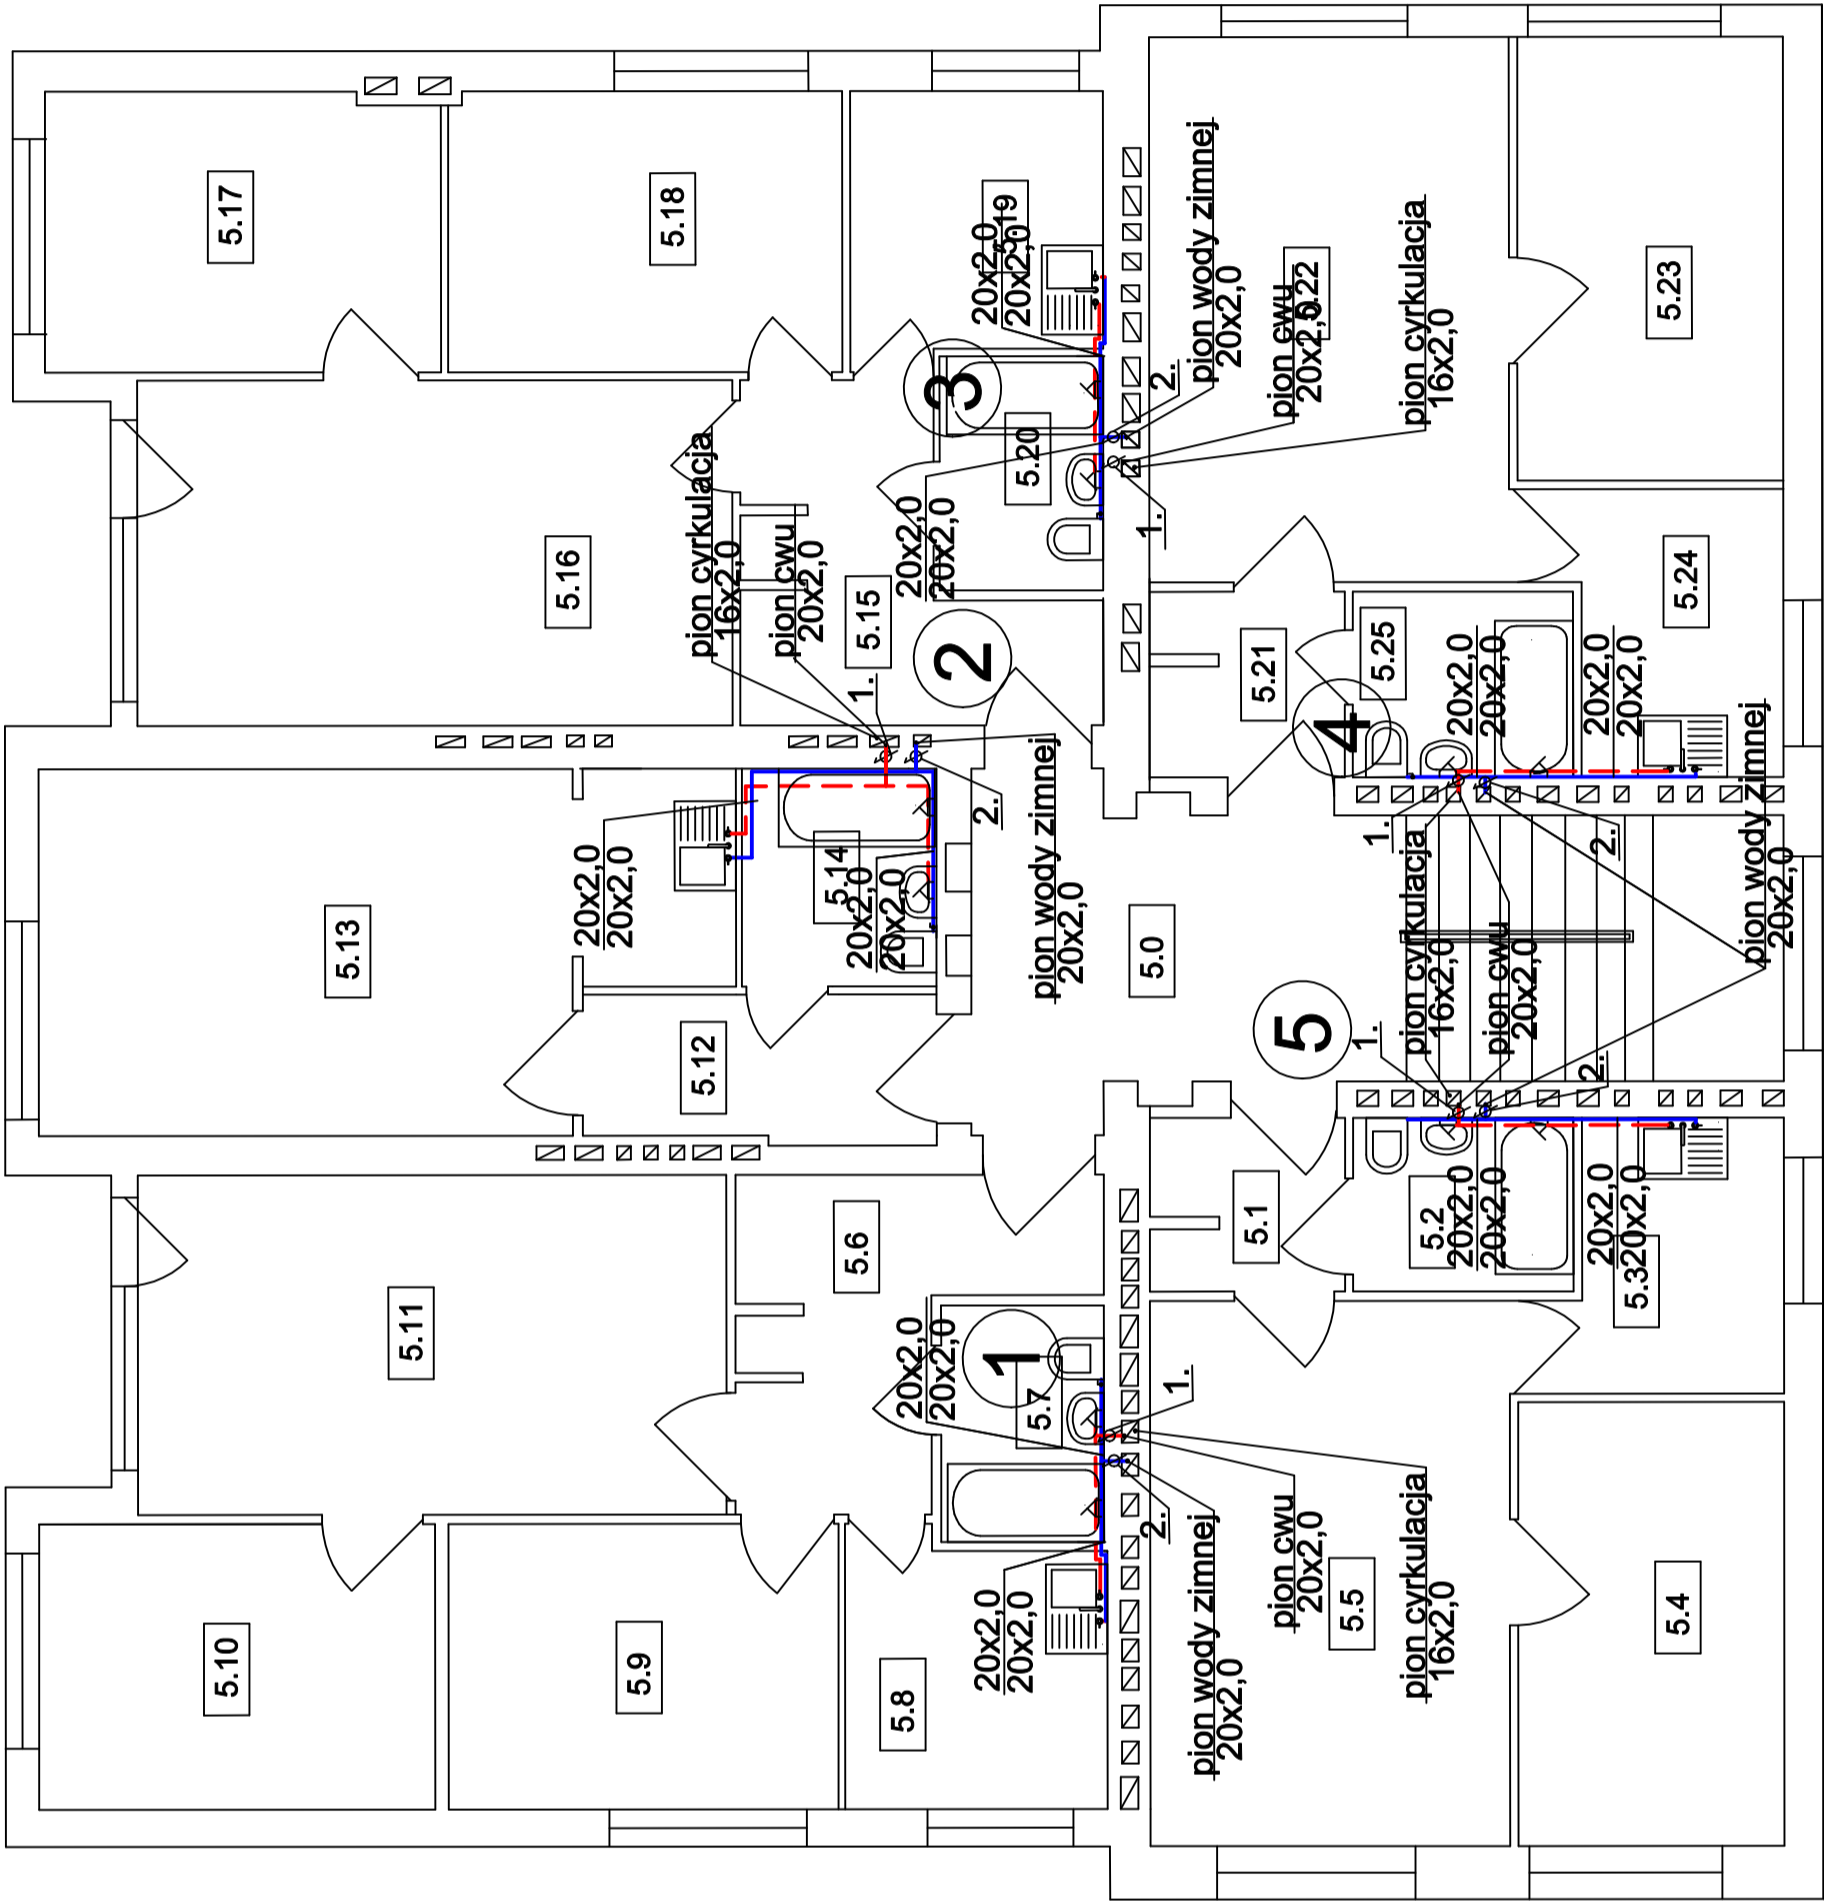 5.17
5.18
5.19
20x2,0
20x2,0
pion wody zimnej
20x2,0
5.22
pion cwu
20x2,0
pion cyrkulacja
16x2,0
5.23
3
2.
5.20
1.
pion cyrkulacja
16x2,0
pion cwu
20x2,0
20x2,0
20x2,0
5.16
5.15
1.
2
5.24
5.25
5.21
4
20x2,0
20x2,0
20x2,0
20x2,0
pion wody zimnej
20x2,0
2.
pion wody zimnej
20x2,0
1.
2.
5.13
20x2,0
20x2,0
5.14
20x2,0
20x2,0
5.0
pion cyrkulacja
16x2,0
pion cwu
20x2,0
5.12
5
1.
2.
5.11
5.6
5.1
5.2
20x2,0
20x2,0
20x2,0
20x2,0
5.3
1
5.7
20x2,0
20x2,0
1.
2.
5.10
5.9
5.8
20x2,0
20x2,0
pion wody zimnej
20x2,0
pion cwu
20x2,0
5.5
pion cyrkulacja
16x2,0
5.4